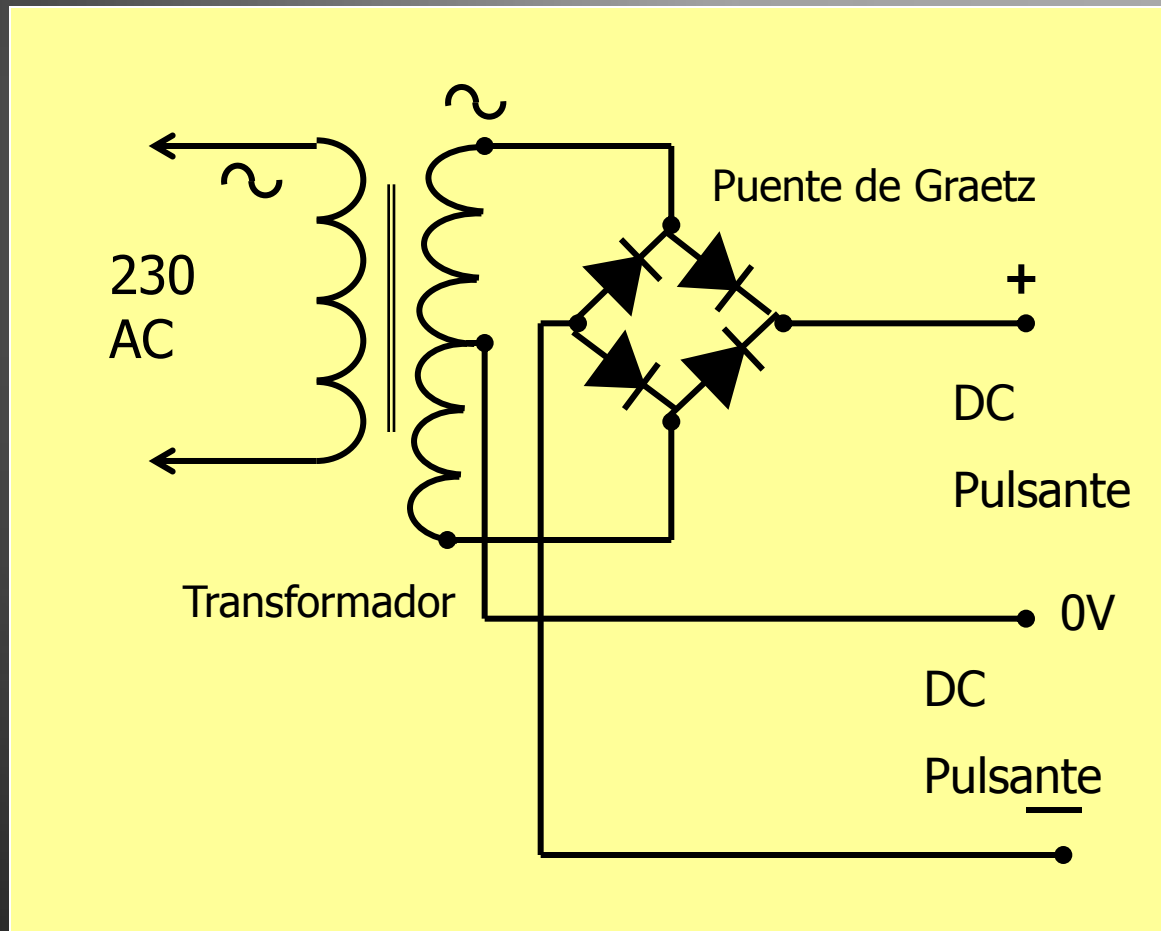 Puente de Graetz
230
AC
+
DC
Pulsante
Transformador
0V
DC
Pulsante
—